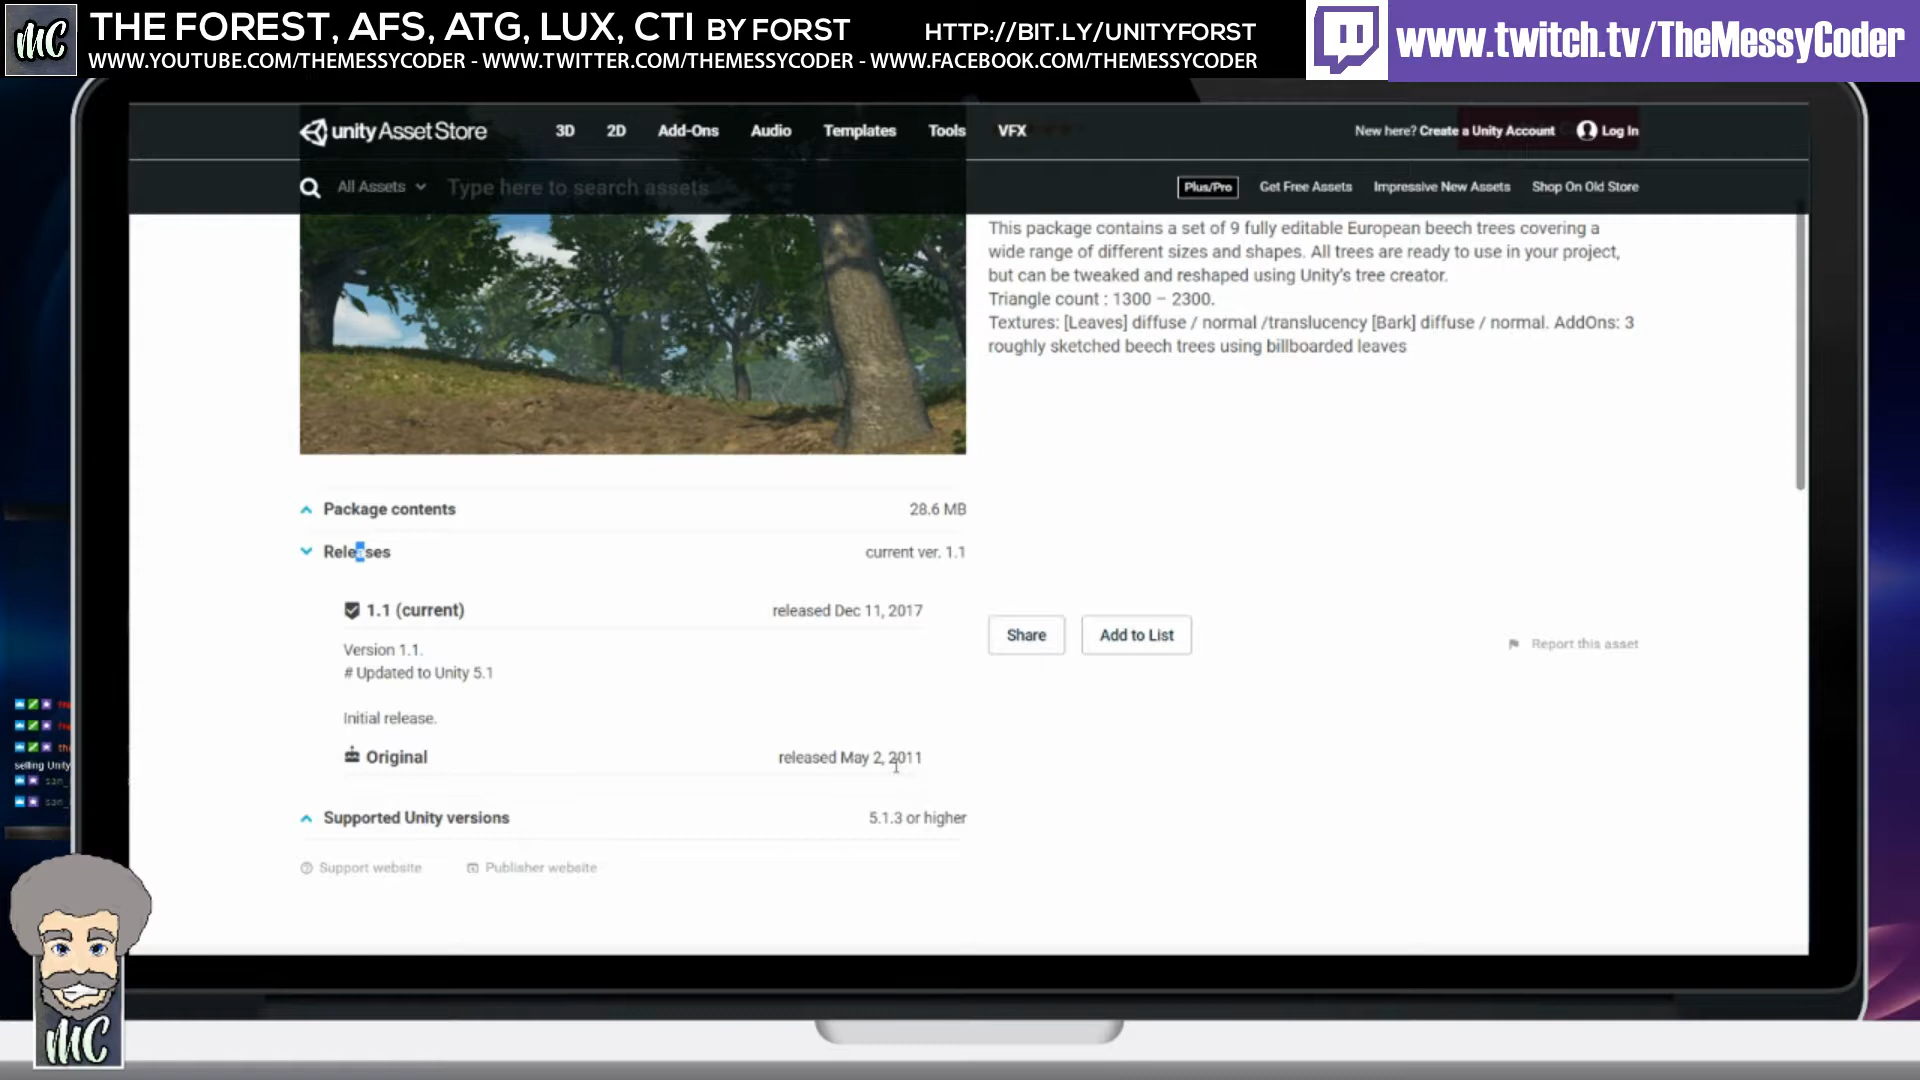 MC
THE FOREST, AFS, ATG, LUX, CTI BY FORST
HTTP://BIT.LY/UNITYFORST
WWW.YOUTUBE.COM/THEMESSYCODER - WWW.TWITTER.COM/THEMESSYCODER - WWW.FACEBOOK.COM/THEMESSYCODER
www.twitch.tv/TheMessyCoder
unity Asset Store
3D 2D Add-Ons Audio Templates Tools VFX
New here? Create a Unity Account Log In
All Assets Type here to search assets
Plus/Pro Get Free Assets Impressive New Assets Shop On Old Store
This package contains a set of 9 fully editable European beech trees covering a
wide range of different sizes and shapes. All trees are ready to use in your project,
but can be tweaked and reshaped using Unity's tree creator.
Triangle count : 1300 – 2300.
Textures: [Leaves] diffuse / normal /translucency [Bark] diffuse / normal. AddOns: 3
roughly sketched beech trees using billboarded leaves
Package contents 28.6 MB
Releases current ver. 1.1
1.1 (current) released Dec 11, 2017
Version 1.1.
# Updated to Unity 5.1
Initial release.
Original released May 2, 2011
Share Add to List
Report this asset
Supported Unity versions 5.1.3 or higher
Support website Publisher website
selling Unity
MC